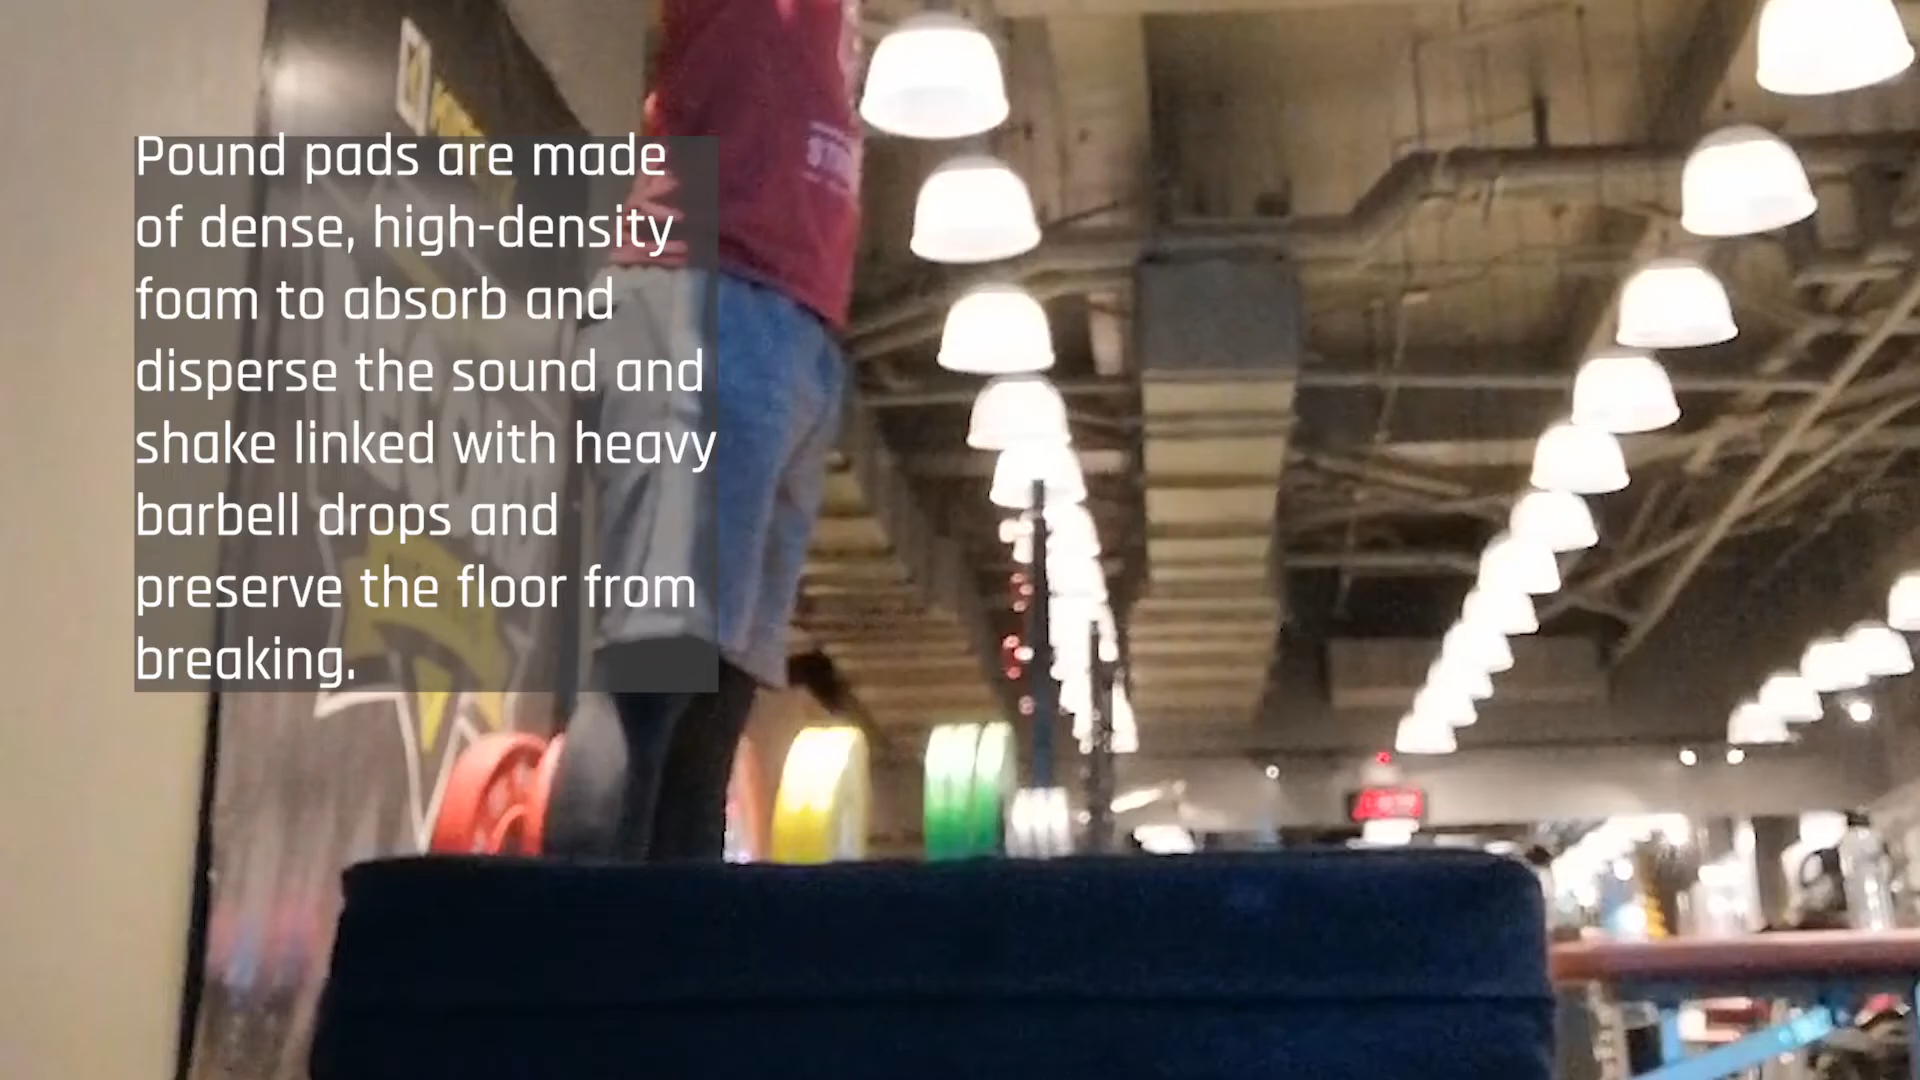 Pound pads are made
of dense, high-density
foam to absorb and
disperse the sound and
shake linked with heavy
barbell drops and
preserve the floor from
breaking.